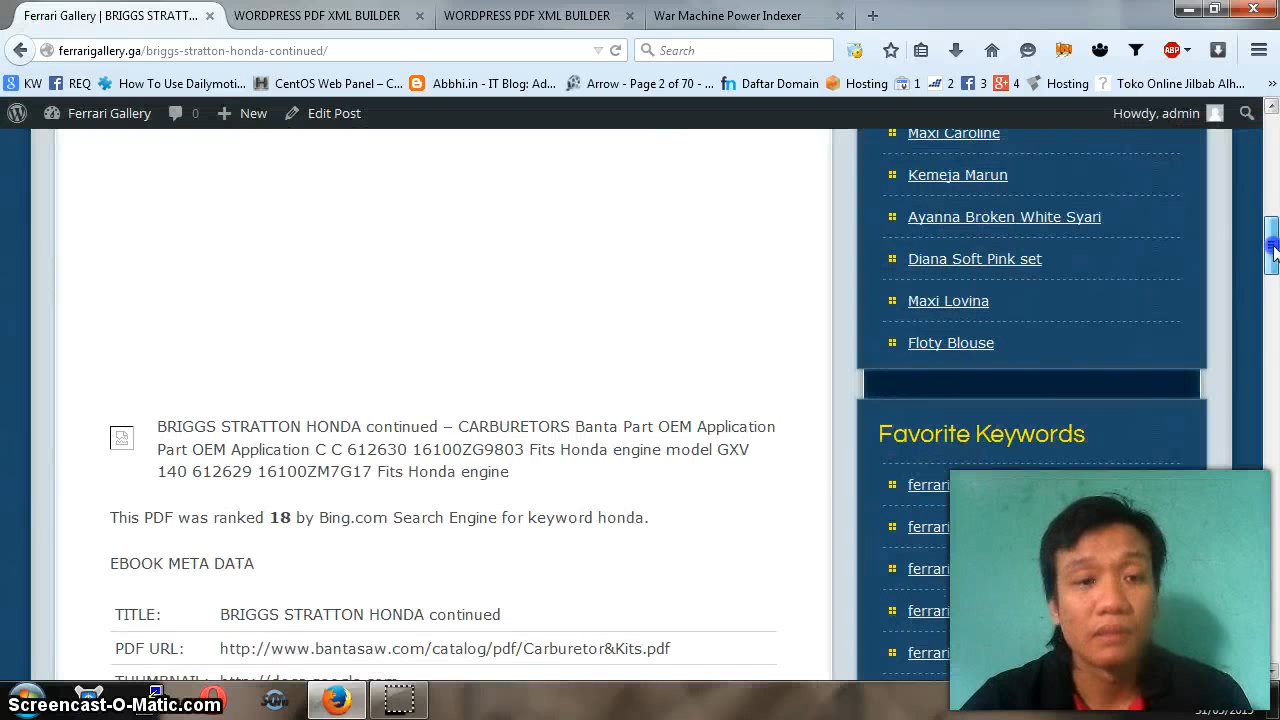 Ferrari Gallery | BRIGGS STRATT...
WORDPRESS PDF XML BUILDER
WORDPRESS PDF XML BUILDER
War Machine Power Indexer
ferrarigallery.ga/briggs-stratton-honda-continued/
Search
ABP
KW
REQ
How To Use Dailymoti...
CentOS Web Panel – C...
Abbhi.in - IT Blog: Ad...
Arrow - Page 2 of 70 - ...
Daftar Domain
Hosting
1
2
3
4
Hosting
Toko Online Jilbab Alh...
Ferrari Gallery
0
New
Edit Post
Howdy, admin
Maxi Caroline
Kemeja Marun
Ayanna Broken White Syari
Diana Soft Pink set
Maxi Lovina
Floty Blouse
Favorite Keywords
ferrari
ferrari
ferrari
ferrari
ferrari
BRIGGS STRATTON HONDA continued – CARBURETORS Banta Part OEM Application
Part OEM Application C C 612630 16100ZG9803 Fits Honda engine model GXV
140 612629 16100ZM7G17 Fits Honda engine
This PDF was ranked 18 by Bing.com Search Engine for keyword honda.
EBOOK META DATA
TITLE: BRIGGS STRATTON HONDA continued
PDF URL: http://www.bantasaw.com/catalog/pdf/Carburetor&Kits.pdf
Screencast-O-Matic.com